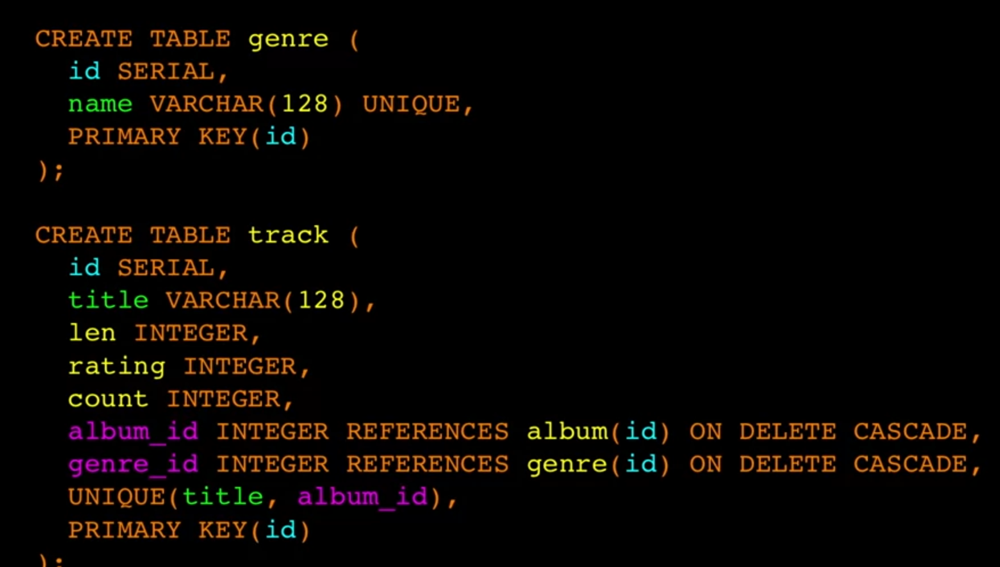 CREATE TABLE genre (
  id SERIAL,
  name VARCHAR(128) UNIQUE,
  PRIMARY KEY(id)
);

CREATE TABLE track (
  id SERIAL,
  title VARCHAR(128),
  len INTEGER,
  rating INTEGER,
  count INTEGER,
  album_id INTEGER REFERENCES album(id) ON DELETE CASCADE,
  genre_id INTEGER REFERENCES genre(id) ON DELETE CASCADE,
  UNIQUE(title, album_id),
  PRIMARY KEY(id)
);